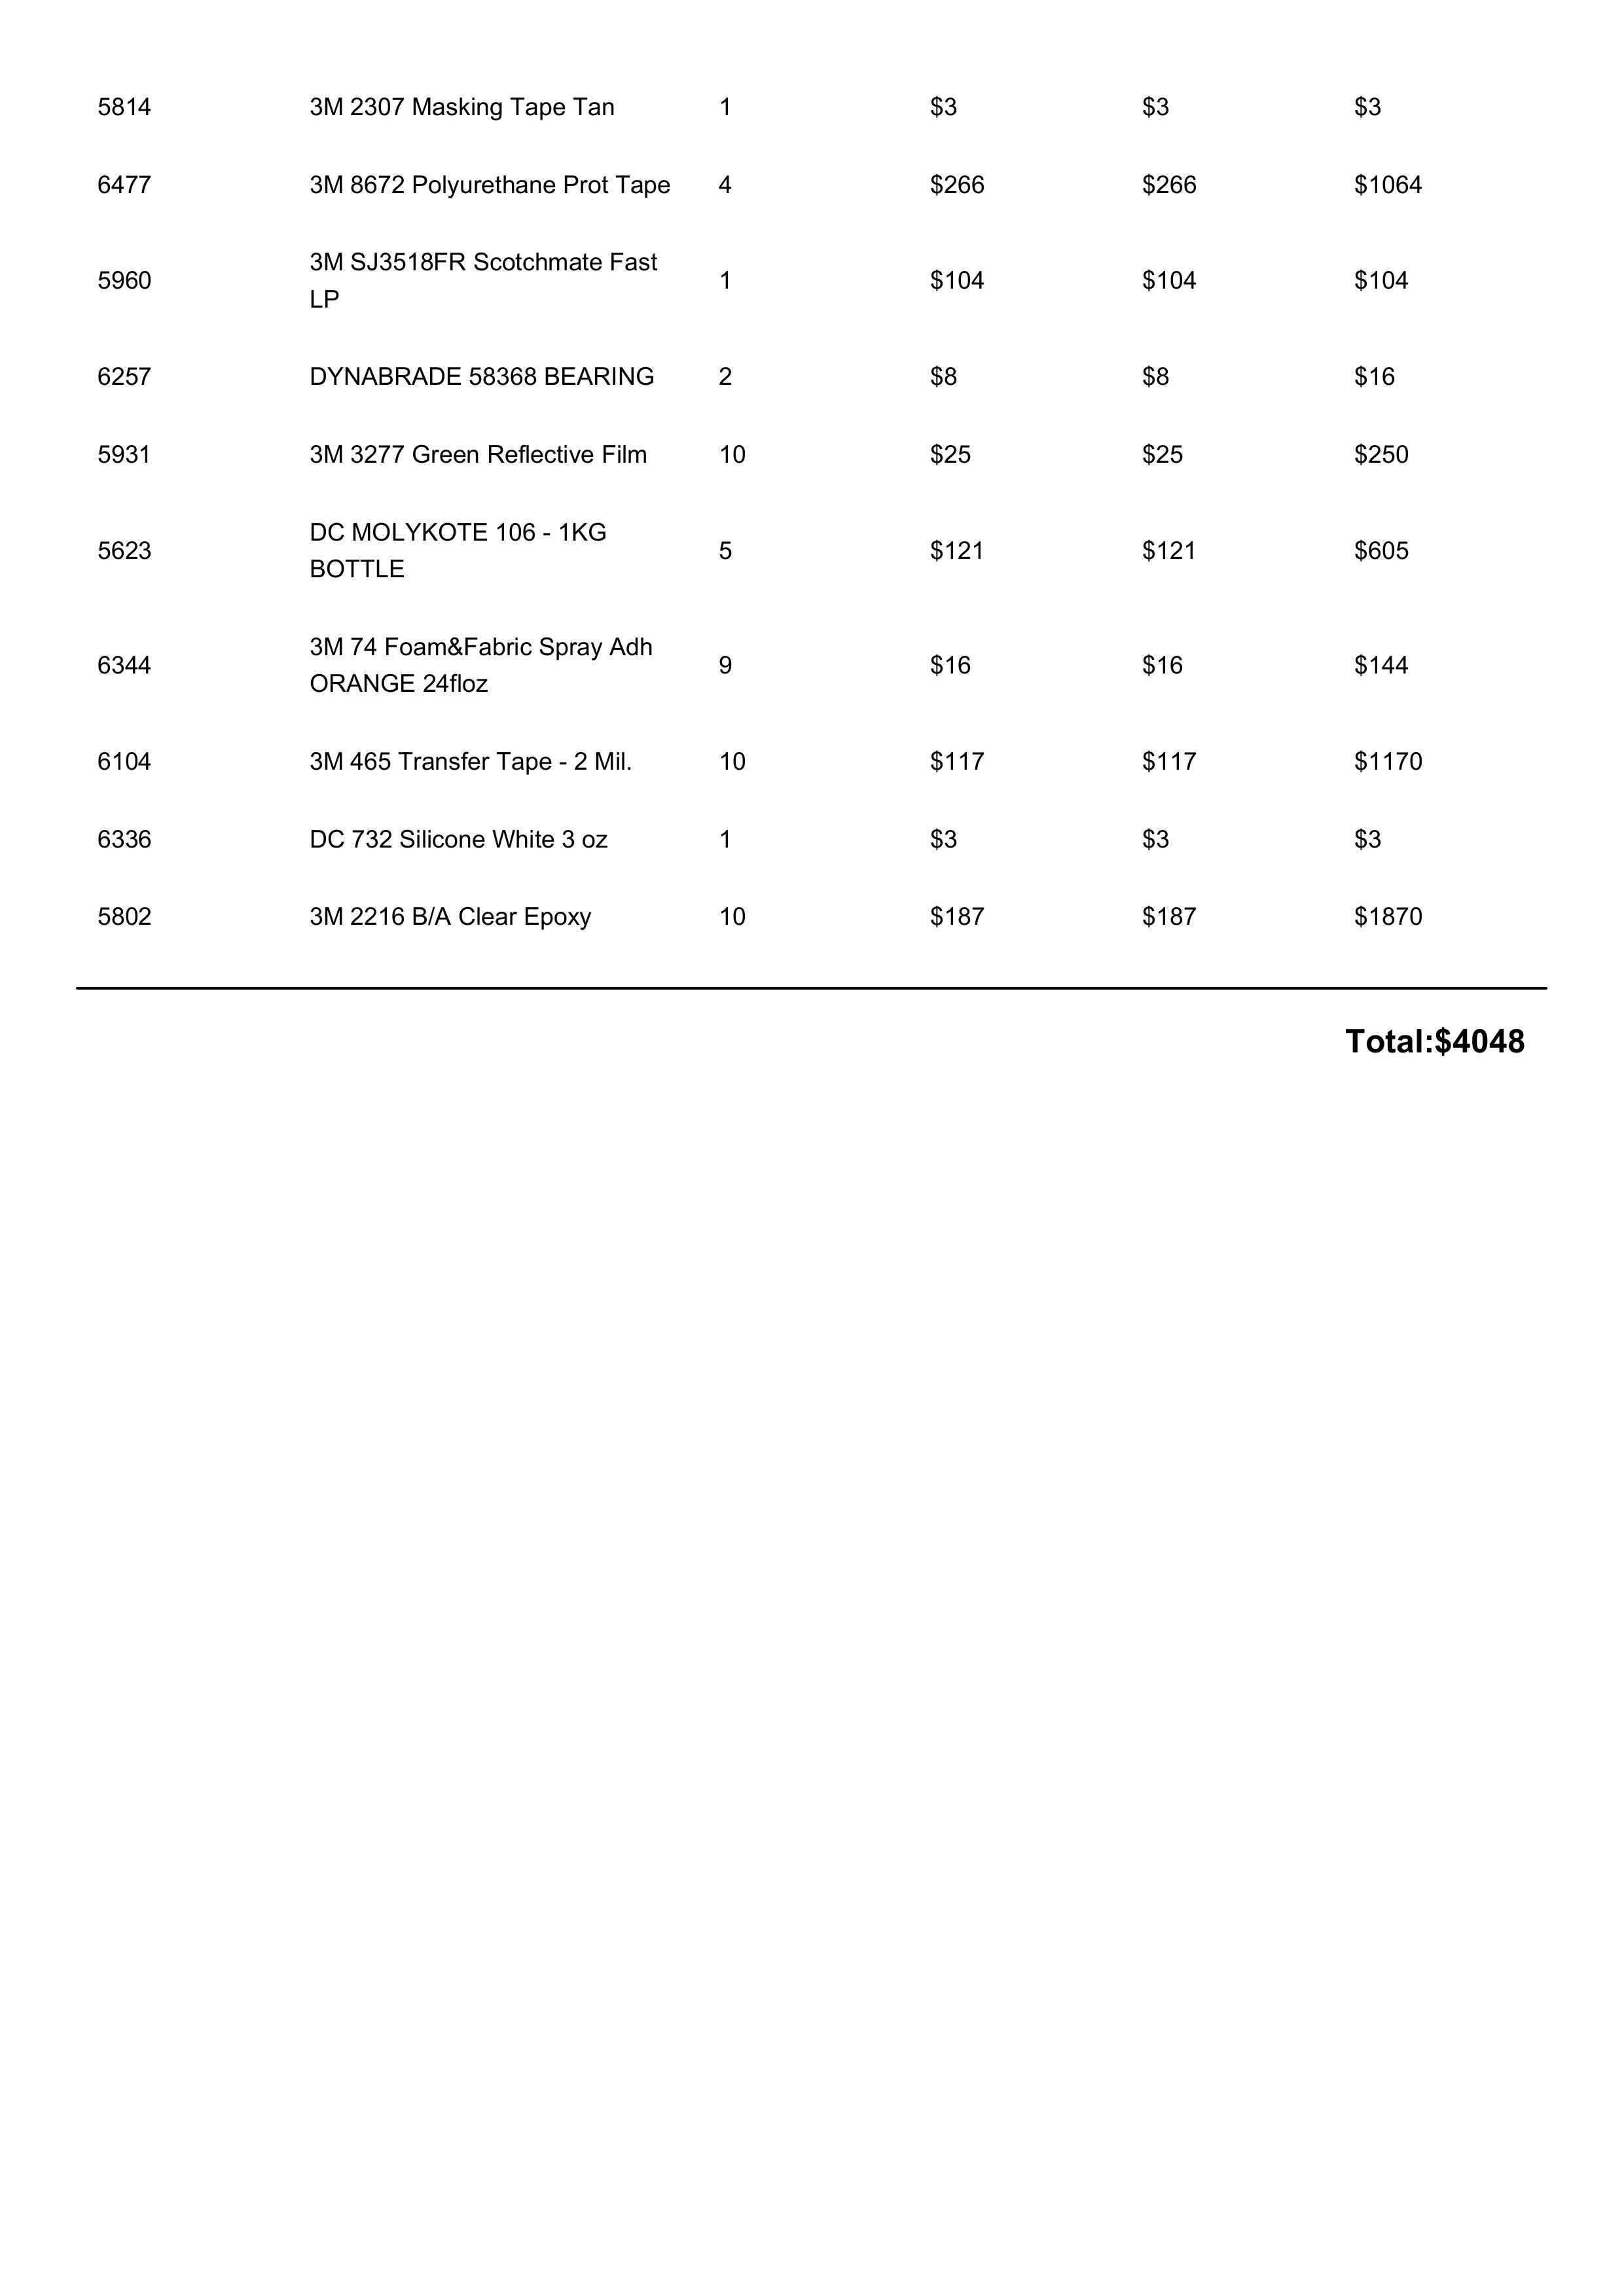 5814 3M 2307 Masking Tape Tan 1 $3 $3 $3
6477 3M 8672 Polyurethane Prot Tape 4 $266 $266 $1064
5960 3M SJ3518FR Scotchmate Fast LP 1 $104 $104 $104
6257 DYNABRADE 58368 BEARING 2 $8 $8 $16
5931 3M 3277 Green Reflective Film 10 $25 $25 $250
5623 DC MOLYKOTE 106 - 1KG BOTTLE 5 $121 $121 $605
6344 3M 74 Foam&Fabric Spray Adh ORANGE 24floz 9 $16 $16 $144
6104 3M 465 Transfer Tape - 2 Mil. 10 $117 $117 $1170
6336 DC 732 Silicone White 3 oz 1 $3 $3 $3
5802 3M 2216 B/A Clear Epoxy 10 $187 $187 $1870
Total:$4048